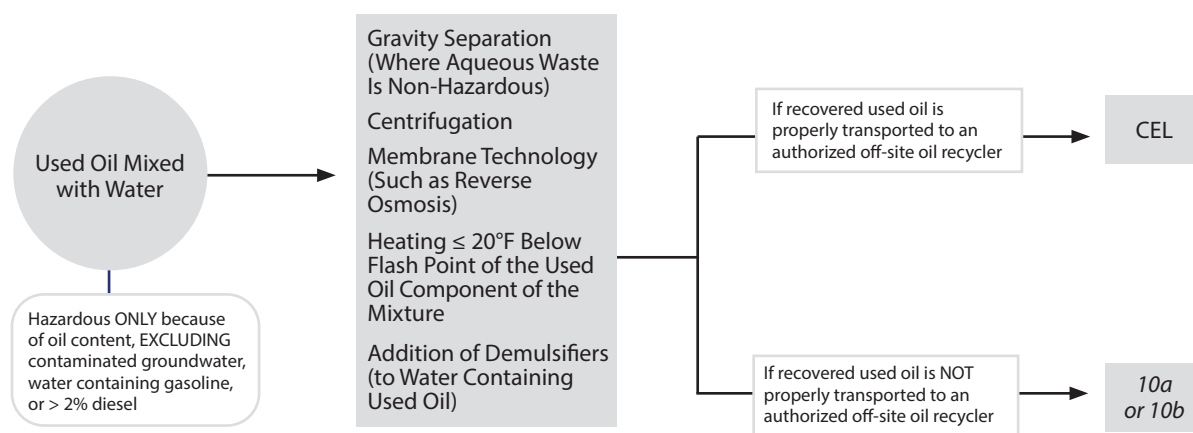 Used Oil Mixed
with Water
Hazardous ONLY because
of oil content, EXCLUDING
contaminated groundwater,
water containing gasoline,
or > 2% diesel
Gravity Separation
(Where Aqueous Waste
Is Non-Hazardous)
Centrifugation
Membrane Technology
(Such as Reverse
Osmosis)
Heating ≤ 20°F Below
Flash Point of the Used
Oil Component of the
Mixture
Addition of Demulsifiers
(to Water Containing
Used Oil)
If recovered used oil is
properly transported to an
authorized off-site oil recycler
CEL
If recovered used oil is NOT
properly transported to an
authorized off-site oil recycler
10a
or 10b